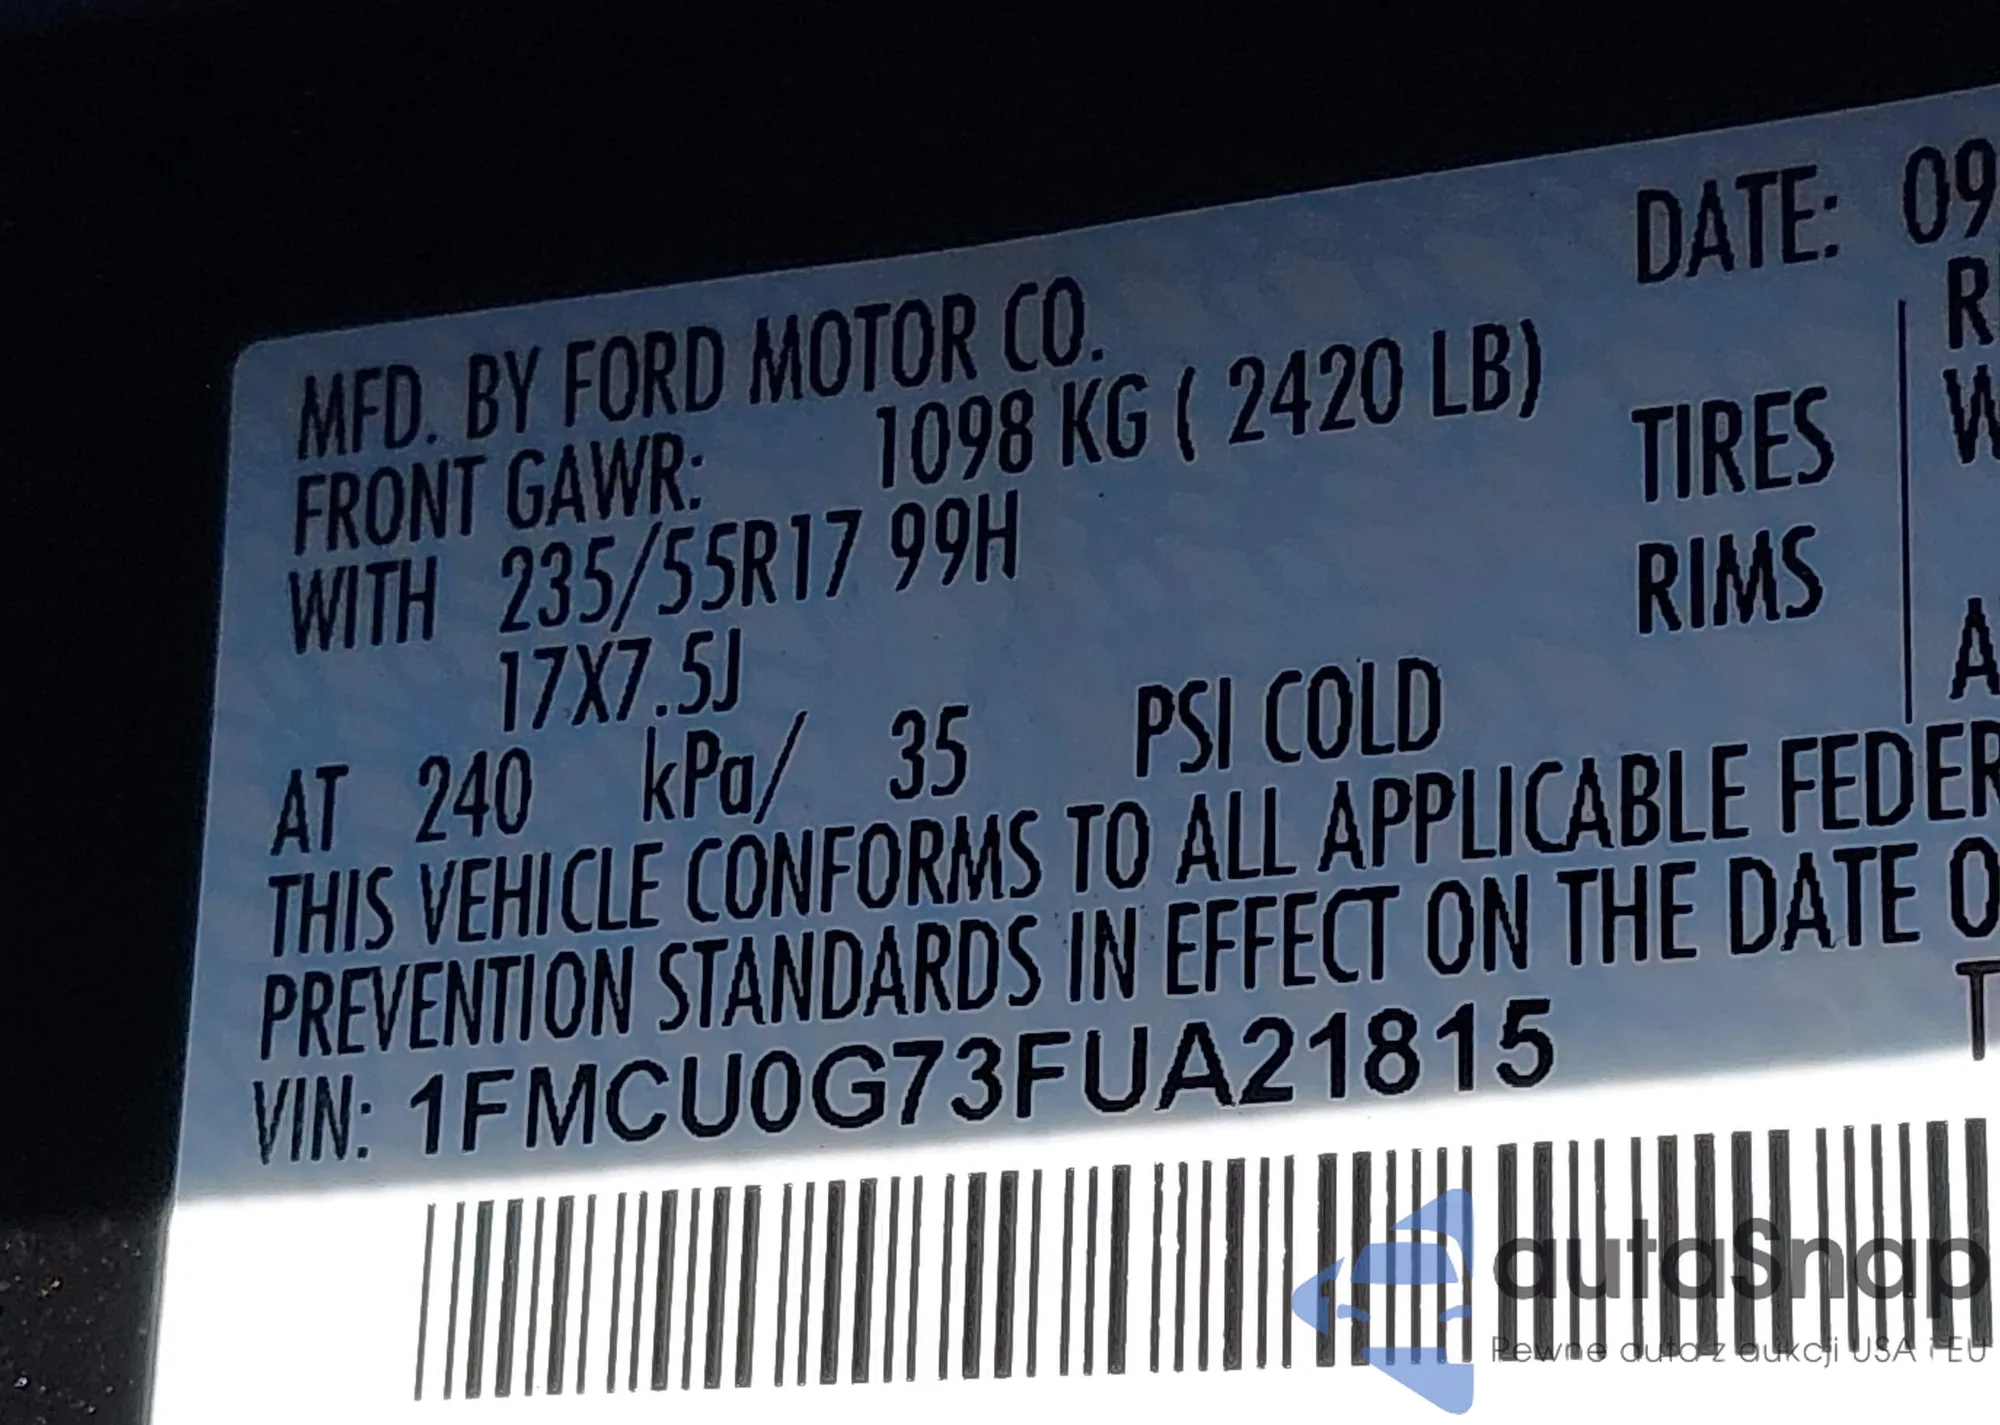 MFD. BY FORD MOTOR CO.
DATE: 09
FRONT GAWR: 1098 KG ( 2420 LB)
WITH 235/55R17 99H
TIRES
17X7.5J
RIMS
AT 240 kPa/ 35 PSI COLD
THIS VEHICLE CONFORMS TO ALL APPLICABLE FEDER
PREVENTION STANDARDS IN EFFECT ON THE DATE O
VIN: 1FMCU0G73FUA21815
autaSnap
Pewne auta z aukcji USA i EU